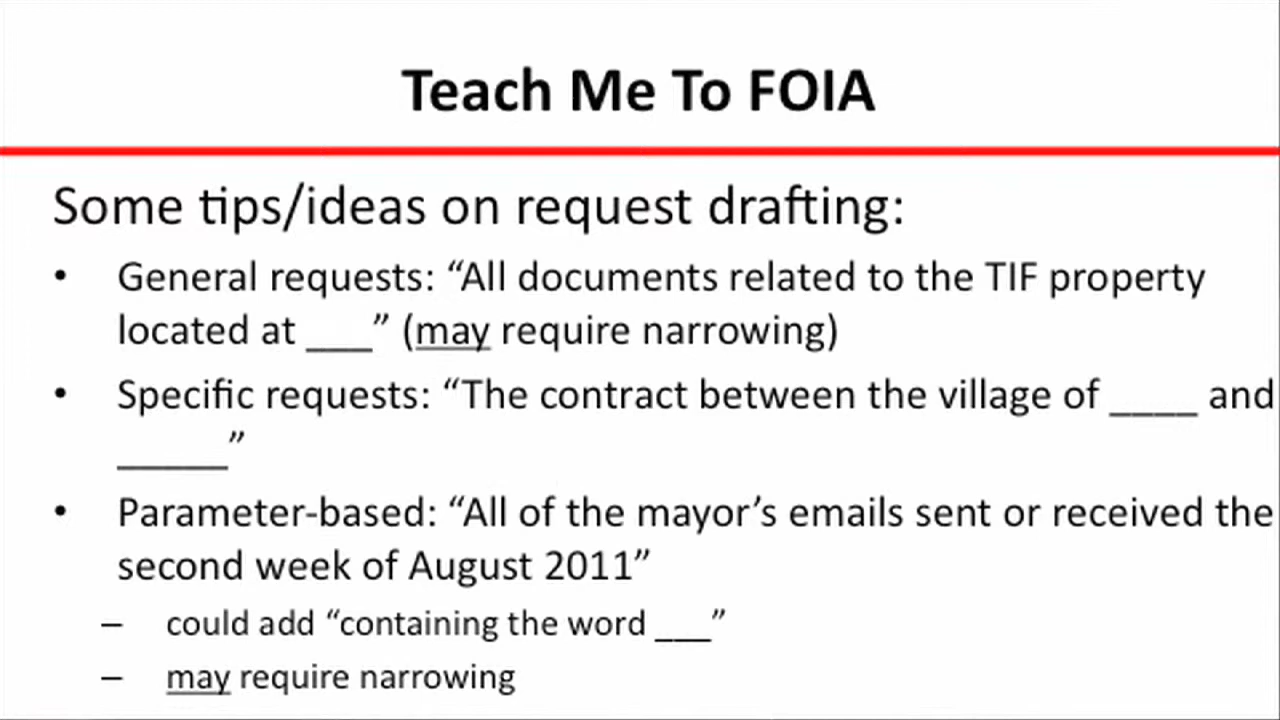 Teach Me To FOIA
Some tips/ideas on request drafting:
• General requests: “All documents related to the TIF property
located at ___” (may require narrowing)
• Specific requests: “The contract between the village of ____ and
_____”
• Parameter-based: “All of the mayor’s emails sent or received the
second week of August 2011”
– could add “containing the word ___”
– may require narrowing